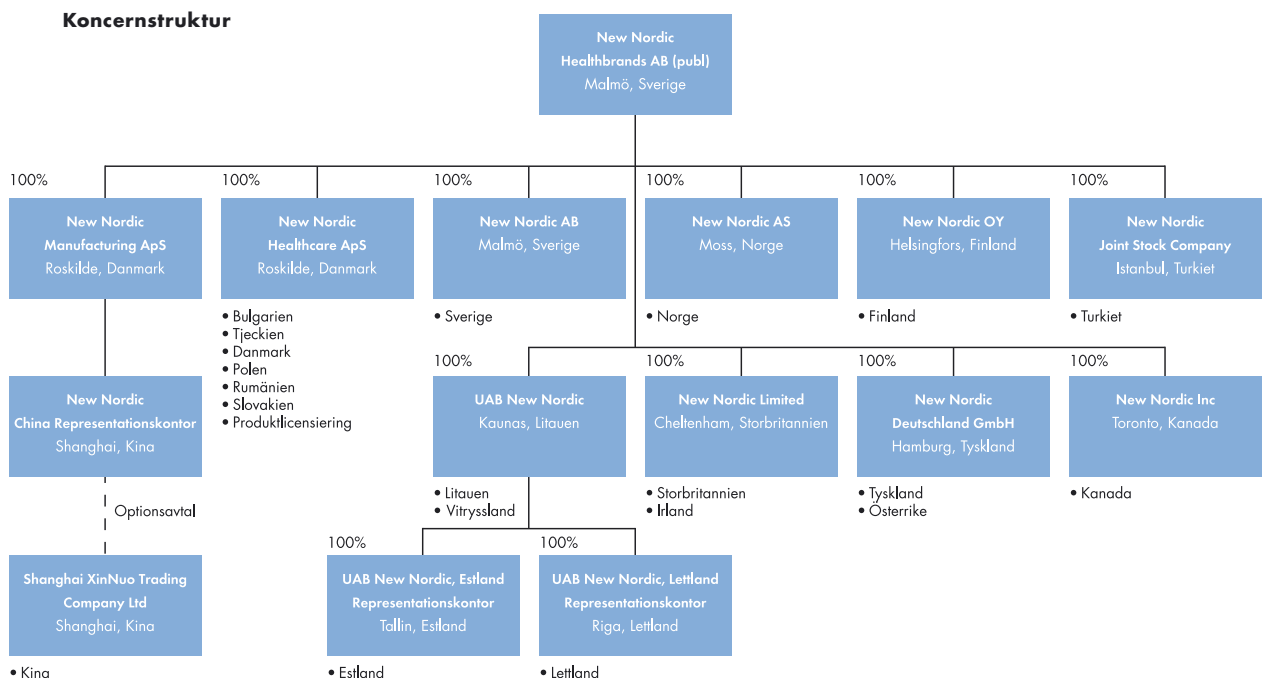 Koncernstruktur
New Nordic
Healthbrands AB (publ)
Malmö, Sverige
100%
New Nordic
Manufacturing ApS
Roskilde, Danmark
100%
New Nordic
Healthcare ApS
Roskilde, Danmark
• Bulgarien
• Tjeckien
• Danmark
• Polen
• Rumänien
• Slovakien
• Produktlicensiering
100%
New Nordic AB
Malmö, Sverige
• Sverige
100%
New Nordic AS
Moss, Norge
• Norge
100%
New Nordic OY
Helsingfors, Finland
• Finland
100%
New Nordic
Joint Stock Company
Istanbul, Turkiet
• Turkiet
New Nordic
China Representationskontor
Shanghai, Kina
Optionsavtal
100%
UAB New Nordic
Kaunas, Litauen
• Litauen
• Vitryssland
100%
New Nordic Limited
Cheltenham, Storbritannien
• Storbritannien
• Irland
100%
New Nordic
Deutschland GmbH
Hamburg, Tyskland
• Tyskland
• Österrike
100%
New Nordic Inc
Toronto, Kanada
• Kanada
Shanghai XinNuo Trading
Company Ltd
Shanghai, Kina
• Kina
100%
UAB New Nordic, Estland
Representationskontor
Tallin, Estland
• Estland
100%
UAB New Nordic, Lettland
Representationskontor
Riga, Lettland
• Lettland